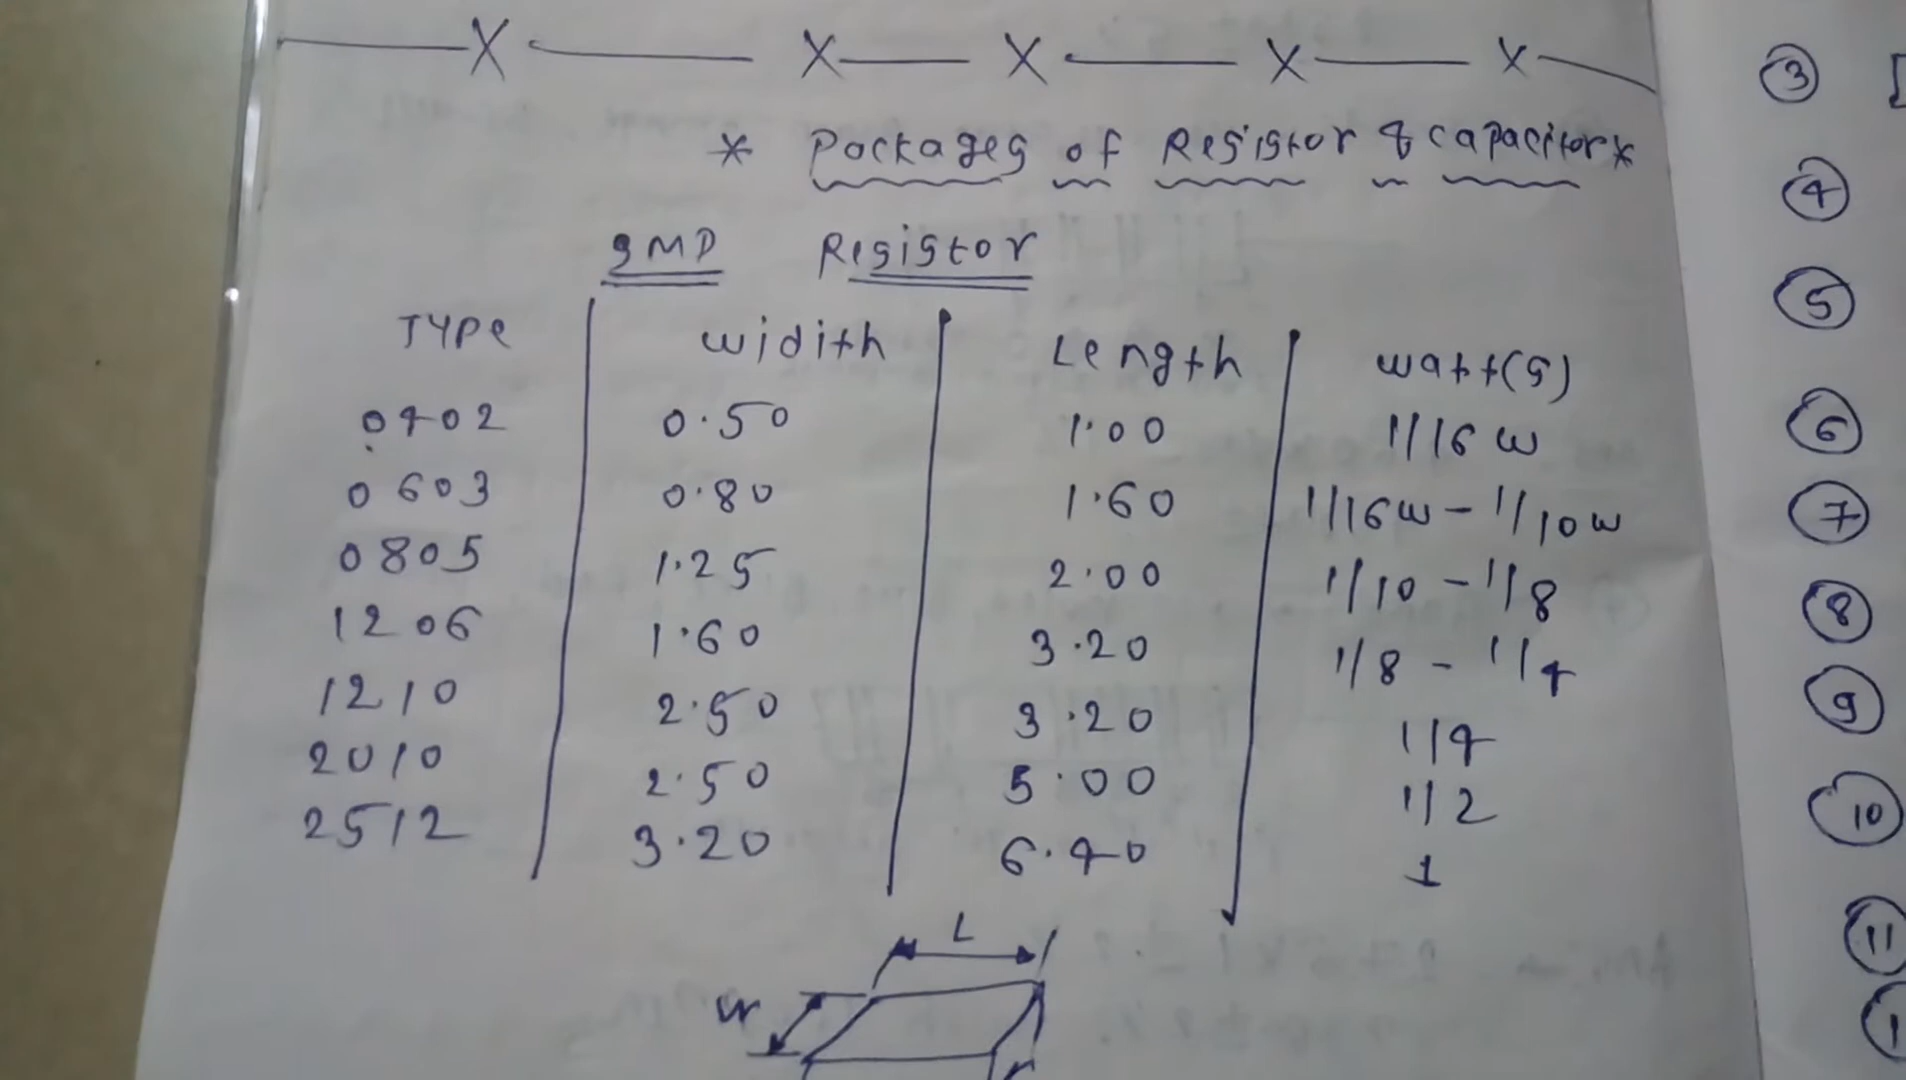 X X X X X
* Packages of Resistor & capacitor *
SMD Resistor
TYPE widith Length watt(s)
0402 0.50 1.00 1/16 w
0603 0.80 1.60 1/16w - 1/10w
0805 1.25 2.00 1/10 - 1/8
1206 1.60 3.20 1/8 - 1/4
1210 2.50 3.20 1/4
2010 2.50 5.00 1/2
2512 3.20 6.40 1
L
W
3
4
5
6
7
8
9
10
11